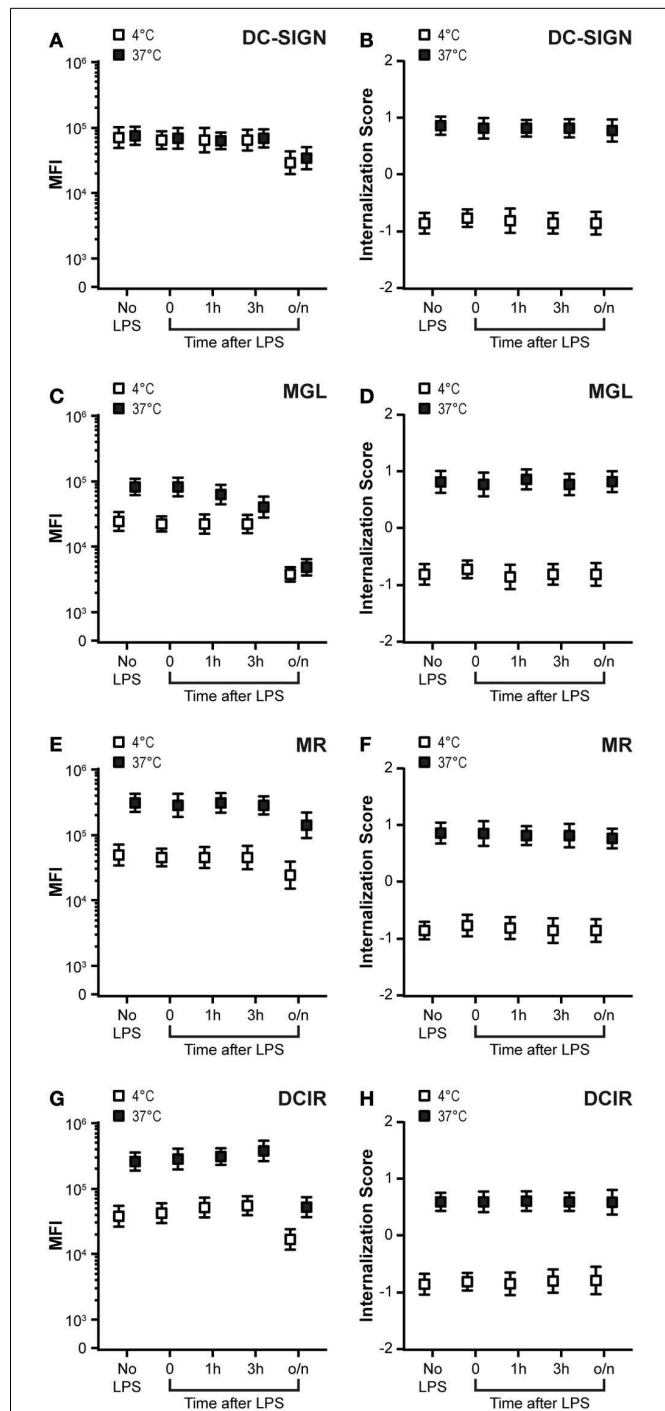 A
4°C
37°C
DC-SIGN
MFI
10⁶
10⁵
10⁴
10³
0
No LPS
0
1h
3h
o/n
Time after LPS
B
4°C
37°C
DC-SIGN
Internalization Score
2
1
0
-1
-2
No LPS
0
1h
3h
o/n
Time after LPS
C
4°C
37°C
MGL
MFI
10⁶
10⁵
10⁴
10³
0
No LPS
0
1h
3h
o/n
Time after LPS
D
4°C
37°C
MGL
Internalization Score
2
1
0
-1
-2
No LPS
0
1h
3h
o/n
Time after LPS
E
4°C
37°C
MR
MFI
10⁶
10⁵
10⁴
10³
0
No LPS
0
1h
3h
o/n
Time after LPS
F
4°C
37°C
MR
Internalization Score
2
1
0
-1
-2
No LPS
0
1h
3h
o/n
Time after LPS
G
4°C
37°C
DCIR
MFI
10⁶
10⁵
10⁴
10³
0
No LPS
0
1h
3h
o/n
Time after LPS
H
4°C
37°C
DCIR
Internalization Score
2
1
0
-1
-2
No LPS
0
1h
3h
o/n
Time after LPS